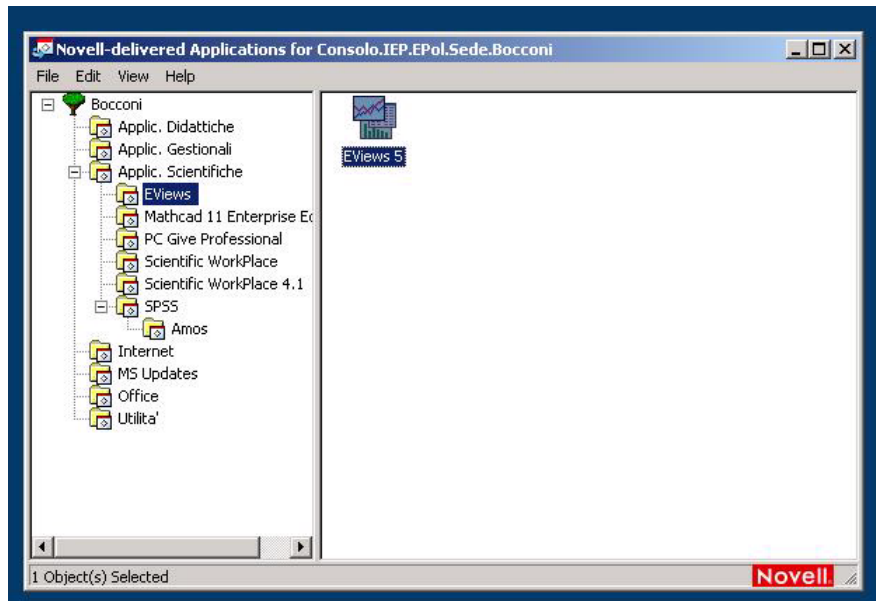 Novell-delivered Applications for Consolo.IEP.EPol.Sede.Bocconi
File Edit View Help
Bocconi
Applic. Didattiche
Applic. Gestionali
Applic. Scientifiche
EViews
Mathcad 11 Enterprise Ec
PC Give Professional
Scientific WorkPlace
Scientific WorkPlace 4.1
SPSS
Amos
Internet
MS Updates
Office
Utilita'
EViews 5
1 Object(s) Selected
Novell.